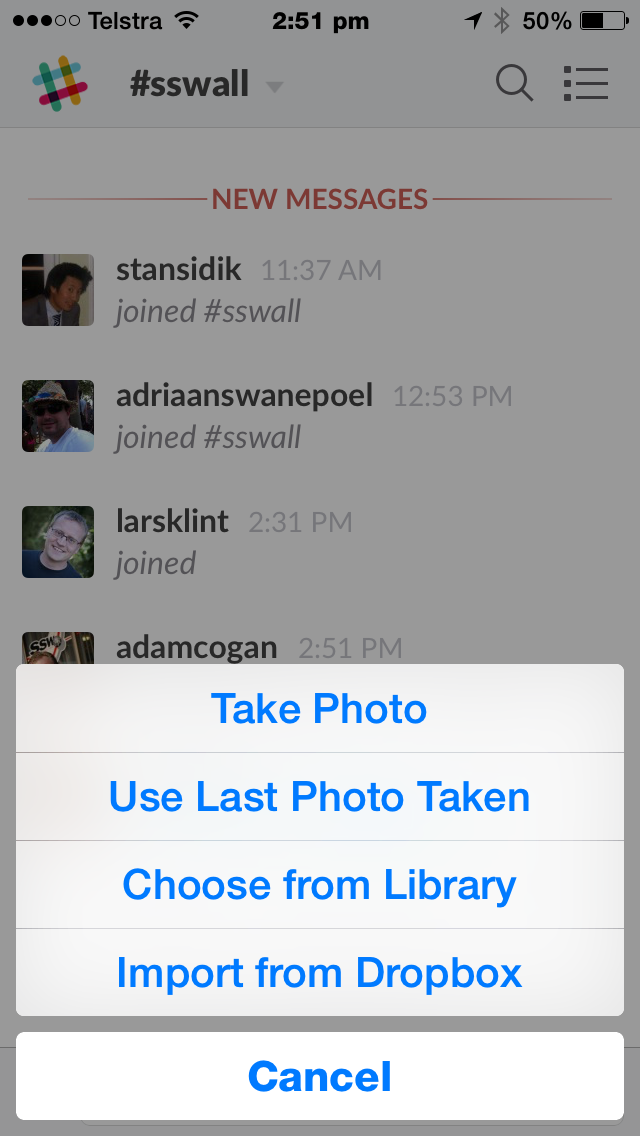 Telstra 2:51 pm 50%
#sswall
NEW MESSAGES
stansidik 11:37 AM
joined #sswall
adriaanswanepoel 12:53 PM
joined #sswall
larsklint 2:31 PM
joined
SSW
adamcogan 2:51 PM
Take Photo
Use Last Photo Taken
Choose from Library
Import from Dropbox
Cancel